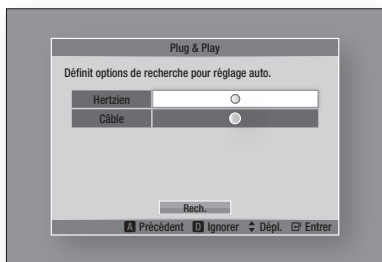 Plug & Play
Définit options de recherche pour réglage auto.
Hertzien
Câble
Rech.
A Précédent D Ignorer Dépl. Entrer